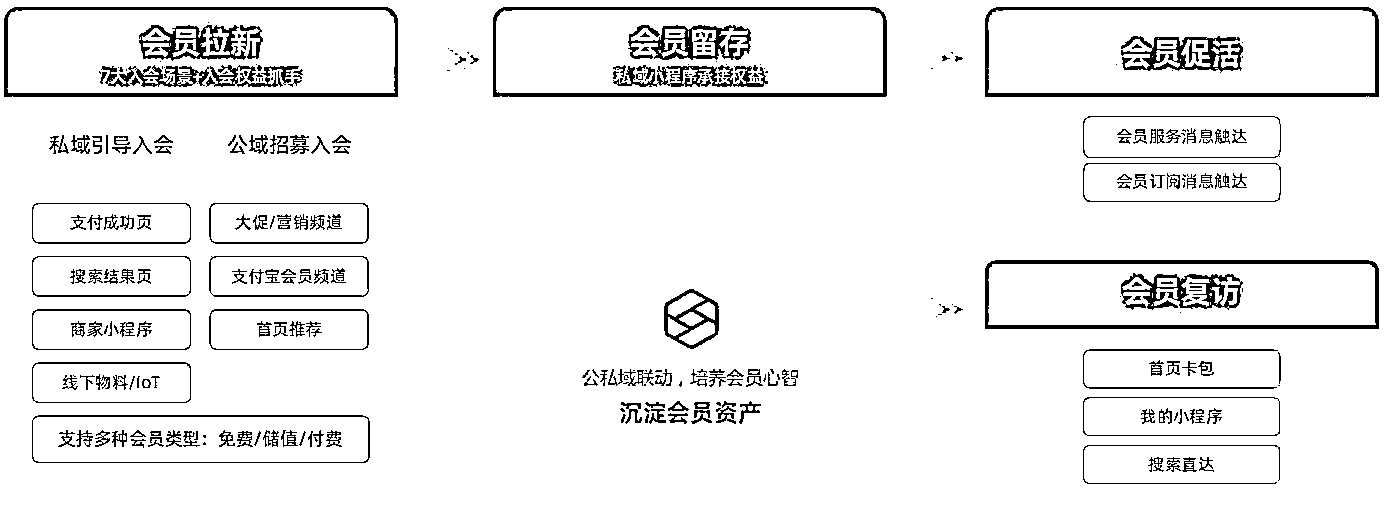 会员拉新
7大入会场景+入会权益抓手
私域引导入会
公域招募入会
支付成功页
大促/营销频道
搜索结果页
支付宝会员频道
商家小程序
首页推荐
线下物料/IoT
支持多种会员类型：免费/储值/付费
会员留存
私域小程序承接权益
公私域联动，培养会员心智
沉淀会员资产
会员促活
会员服务消息触达
会员订阅消息触达
会员复访
首页卡包
我的小程序
搜索直达